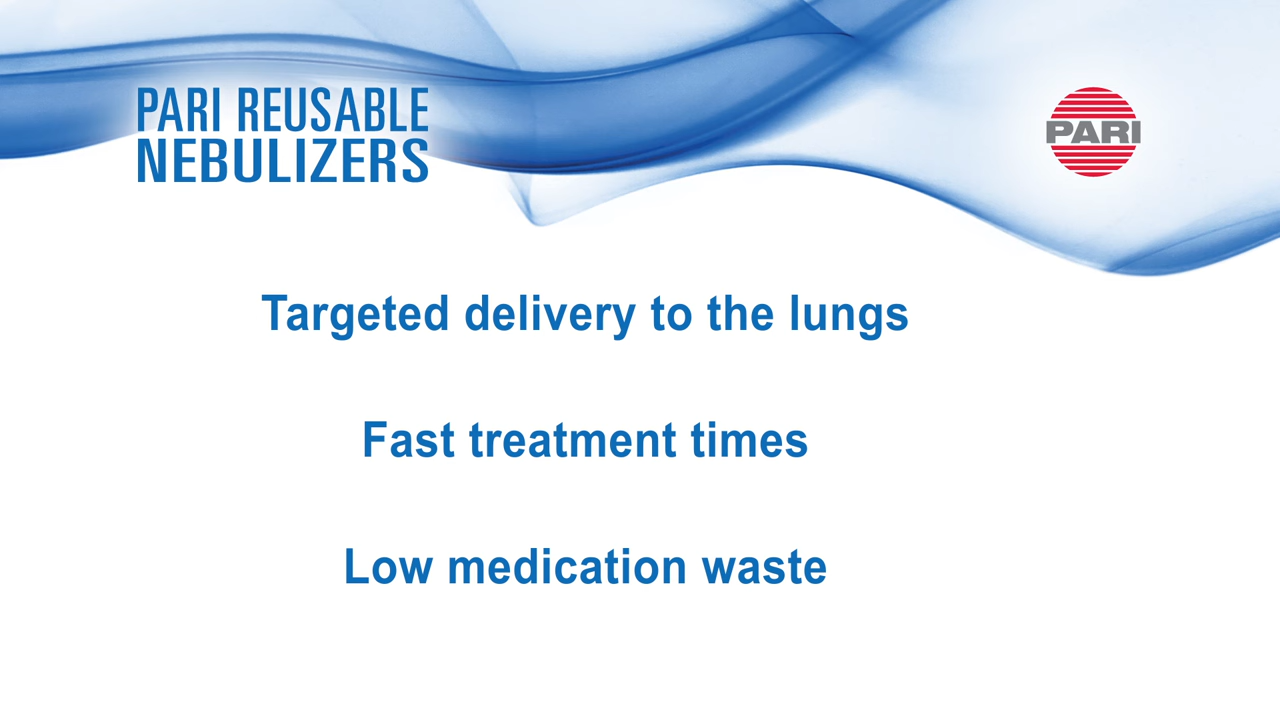 PARI REUSABLE
NEBULIZERS
PARI
Targeted delivery to the lungs
Fast treatment times
Low medication waste